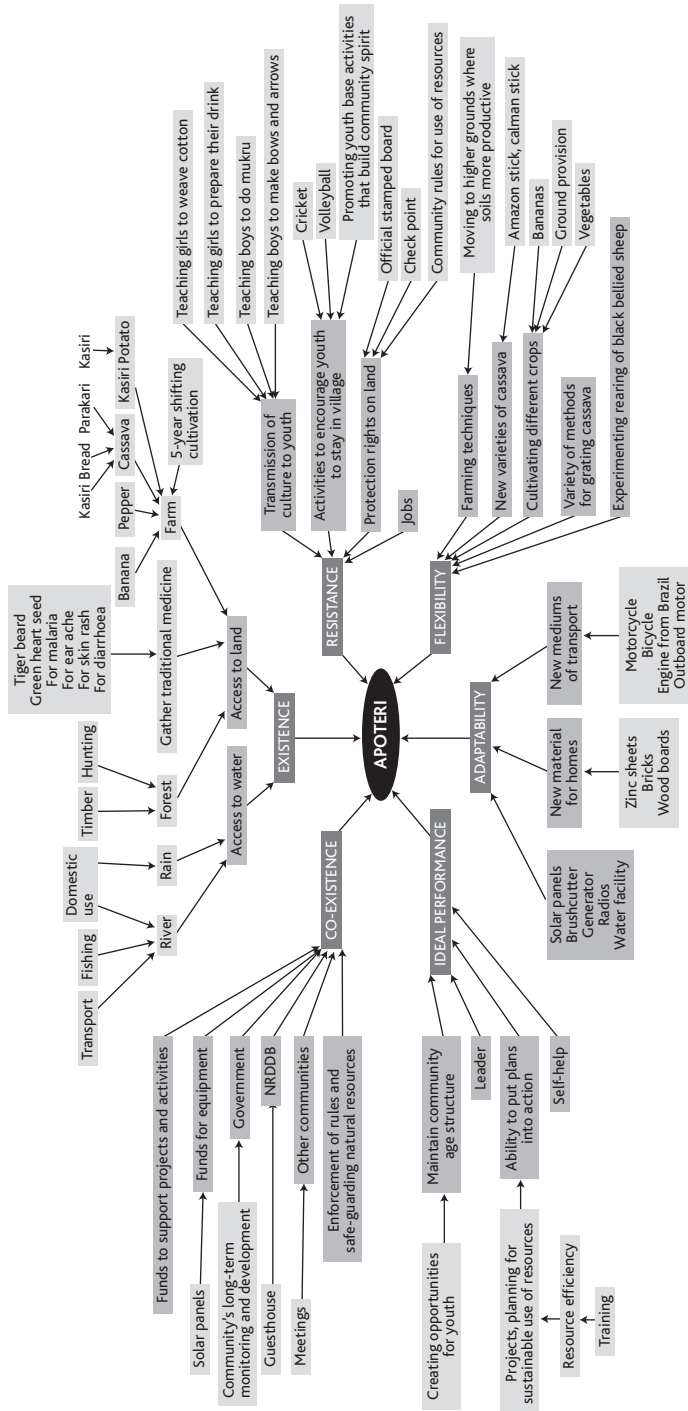 Transport
Fishing
Domestic
use
Timber
Hunting
Tiger beard
Green heart seed
For malaria
For ear ache
For skin rash
For diarrhoea
Kasiri Bread
Parakari
Kasiri
Banana
Pepper
Cassava
Kasiri Potato
River
Rain
Forest
Gather traditional medicine
Farm
5-year shifting
cultivation
Access to water
Access to land
EXISTENCE
Funds to support projects and activities
Solar panels
Funds for equipment
Community's long-term
monitoring and development
Government
Guesthouse
NRDDB
Meetings
Other communities
Enforcement of rules and
safe-guarding natural resources
CO-EXISTENCE
Teaching girls to weave cotton
Teaching girls to prepare their drink
Teaching boys to do mukru
Teaching boys to make bows and arrows
Transmission of
culture to youth
Cricket
Volleyball
Promoting youth base activities
that build community spirit
Activities to encourage youth
to stay in village
Official stamped board
Check point
Community rules for use of resources
Protection rights on land
Jobs
RESISTANCE
APOTERI
Creating opportunities
for youth
Maintain community
age structure
Leader
Projects, planning for
sustainable use of resources
Ability to put plans
into action
Resource efficiency
Training
Self-help
IDEAL PERFORMANCE
Solar panels
Brushcutter
Generator
Radios
Water facility
New material
for homes
Zinc sheets
Bricks
Wood boards
New mediums
of transport
Motorcycle
Bicycle
Engine from Brazil
Outboard motor
ADAPTABILITY
FLEXIBILITY
Farming techniques
Moving to higher grounds where
soils more productive
New varieties of cassava
Amazon stick, calman stick
Cultivating different crops
Bananas
Ground provision
Vegetables
Variety of methods
for grating cassava
Experimenting rearing of black bellied sheep